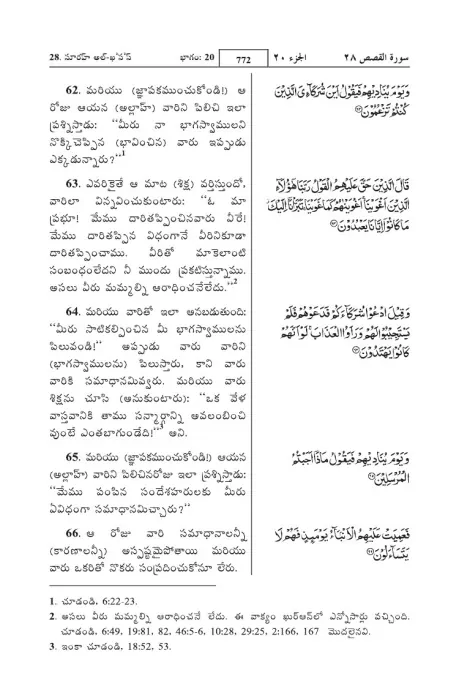 28. సూరహ్ అల్-ఖ'స'స్ భాగం: 20 772 الجزء ٢٠ سورة القصص ٢٨
62. మరియు (జ్ఞాపకముంచుకోండి!) ఆ
రోజు ఆయన (అల్లాహ్) వారిని పిలిచి ఇలా
ప్రశ్నిస్తాడు: ‘‘మీరు నా భాగస్వాములని
నొక్కిచెప్పిన (భావించిన) వారు ఇప్పుడు
ఎక్కడున్నారు?’’1
وَيَوْمَ يُنَادِيهِمْ فَيَقُولُ أَيْنَ شُرَكَاءِيَ الَّذِينَ
كُنْتُمْ تَزْعُمُونَ
63. ఎవరికైతే ఆ మాట (శిక్ష) వర్తిస్తుందో,
వారిలా విన్నవించుకుంటారు: ‘‘ఓ మా
ప్రభూ! మేము దారితప్పించినవారు వీరే!
మేము దారితప్పిన విధంగానే వీరినికూడా
దారితప్పించాము. వీరితో మాకెలాంటి
సంబంధంలేదని నీ ముందు ప్రకటిస్తున్నాము.
అసలు వీరు మమ్మల్ని ఆరాధించనేలేదు.’’2
قَالَ الَّذِينَ حَقَّ عَلَيْهِمُ الْقَوْلُ رَبَّنَا هَؤُلَاءِ
الَّذِينَ أَغْوَيْنَا أَغْوَيْنَاهُمْ كَمَا غَوَيْنَا تَبَرَّأْنَا إِلَيْكَ
مَا كَانُوا إِيَّانَا يَعْبُدُونَ
64. మరియు వారితో ఇలా అనబడుతుంది:
‘‘మీరు సాటికల్పించిన మీ భాగస్వాములను
పిలువండి!’’ అప్పుడు వారు వారిని
(భాగస్వాములను) పిలుస్తారు, కాని వారు
వారికి సమాధానమివ్వరు. మరియు వారు
శిక్షను చూసి (అనుకుంటారు): ‘‘ఒక వేళ
వాస్తవానికి తాము సన్మార్గాన్ని అవలంబించి
వుంటే ఎంతబాగుండేది!’’3 అని.
وَقِيلَ ادْعُوا شُرَكَاءَكُمْ فَدَعَوْهُمْ فَلَمْ
يَسْتَجِيبُوا لَهُمْ وَرَأَوُا الْعَذَابَ لَوْ أَنَّهُمْ
كَانُوا يَهْتَدُونَ
65. మరియు (జ్ఞాపకముంచుకోండి!) ఆయన
(అల్లాహ్) వారిని పిలిచినరోజు ఇలా ప్రశ్నిస్తాడు:
‘‘మేము పంపిన సందేశహరులకు మీరు
ఏవిధంగా సమాధానమిచ్చారు?’’
وَيَوْمَ يُنَادِيهِمْ فَيَقُولُ مَاذَا أَجَبْتُمُ
الْمُرْسَلِينَ
66. ఆ రోజు వారి సమాధానాలన్నీ
(కారణాలన్నీ) అస్పష్టమైపోతాయి మరియు
వారు ఒకరితో నొకరు సంప్రదించుకోనూ లేరు.
فَعَمِيَتْ عَلَيْهِمُ الْأَنْبَاءُ يَوْمَئِذٍ فَهُمْ لَا
يَتَسَاءَلُونَ
1. చూడండి, 6:22-23.
2. అసలు వీరు మమ్మల్ని ఆరాధించనే లేదు. ఈ వాక్యం ఖుర్ఆన్‌లో ఎన్నోసార్లు వచ్చింది.
చూడండి, 6:49, 19:81, 82, 46:5-6, 10:28, 29:25, 2:166, 167 మొదలైనవి.
3. ఇంకా చూడండి, 18:52, 53.